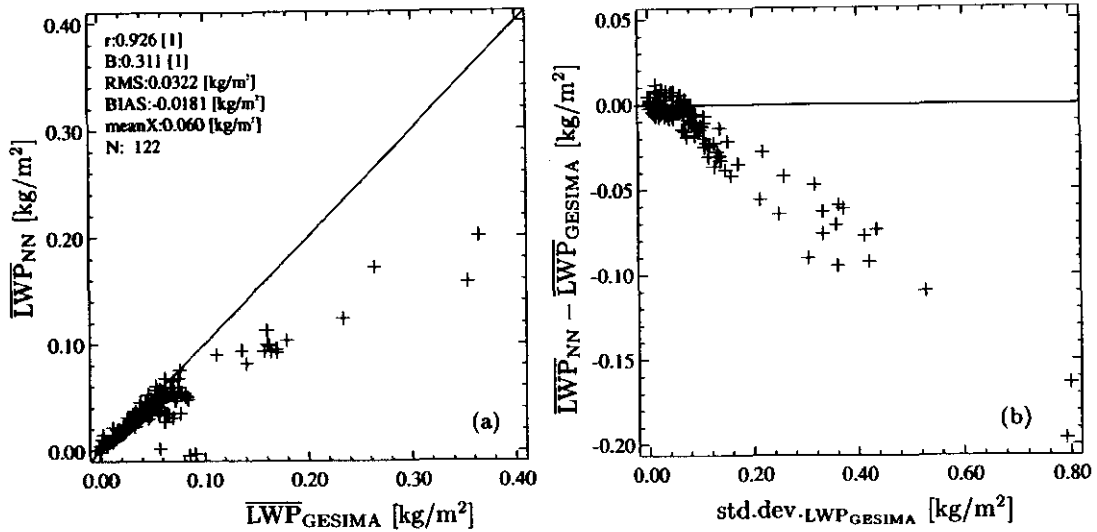 0.40
0.30
0.20
0.10
0.00
LWP_NN [kg/m²]
r:0.926 [1]
B:0.311 [1]
RMS:0.0322 [kg/m²]
BIAS:-0.0181 [kg/m²]
meanX:0.060 [kg/m²]
N: 122
(a)
0.00 0.10 0.20 0.30 0.40
LWP_GESIMA [kg/m²]
0.05
0.00
-0.05
-0.10
-0.15
-0.20
LWP_NN − LWP_GESIMA [kg/m²]
(b)
0.00 0.20 0.40 0.60 0.80
std.dev.LWP_GESIMA [kg/m²]